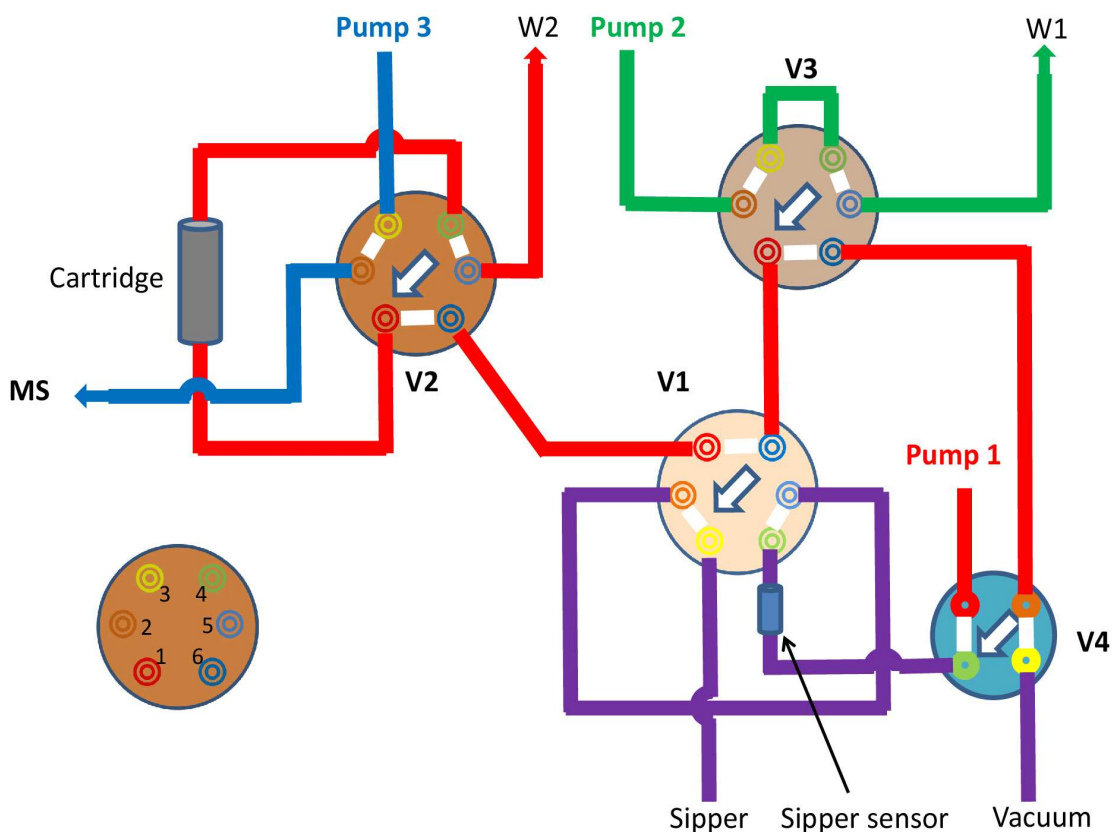 Pump 3
W2
Pump 2
W1
V3
Cartridge
MS
V2
V1
Pump 1
3 4
2 5
1 6
V4
Sipper
Sipper sensor
Vacuum